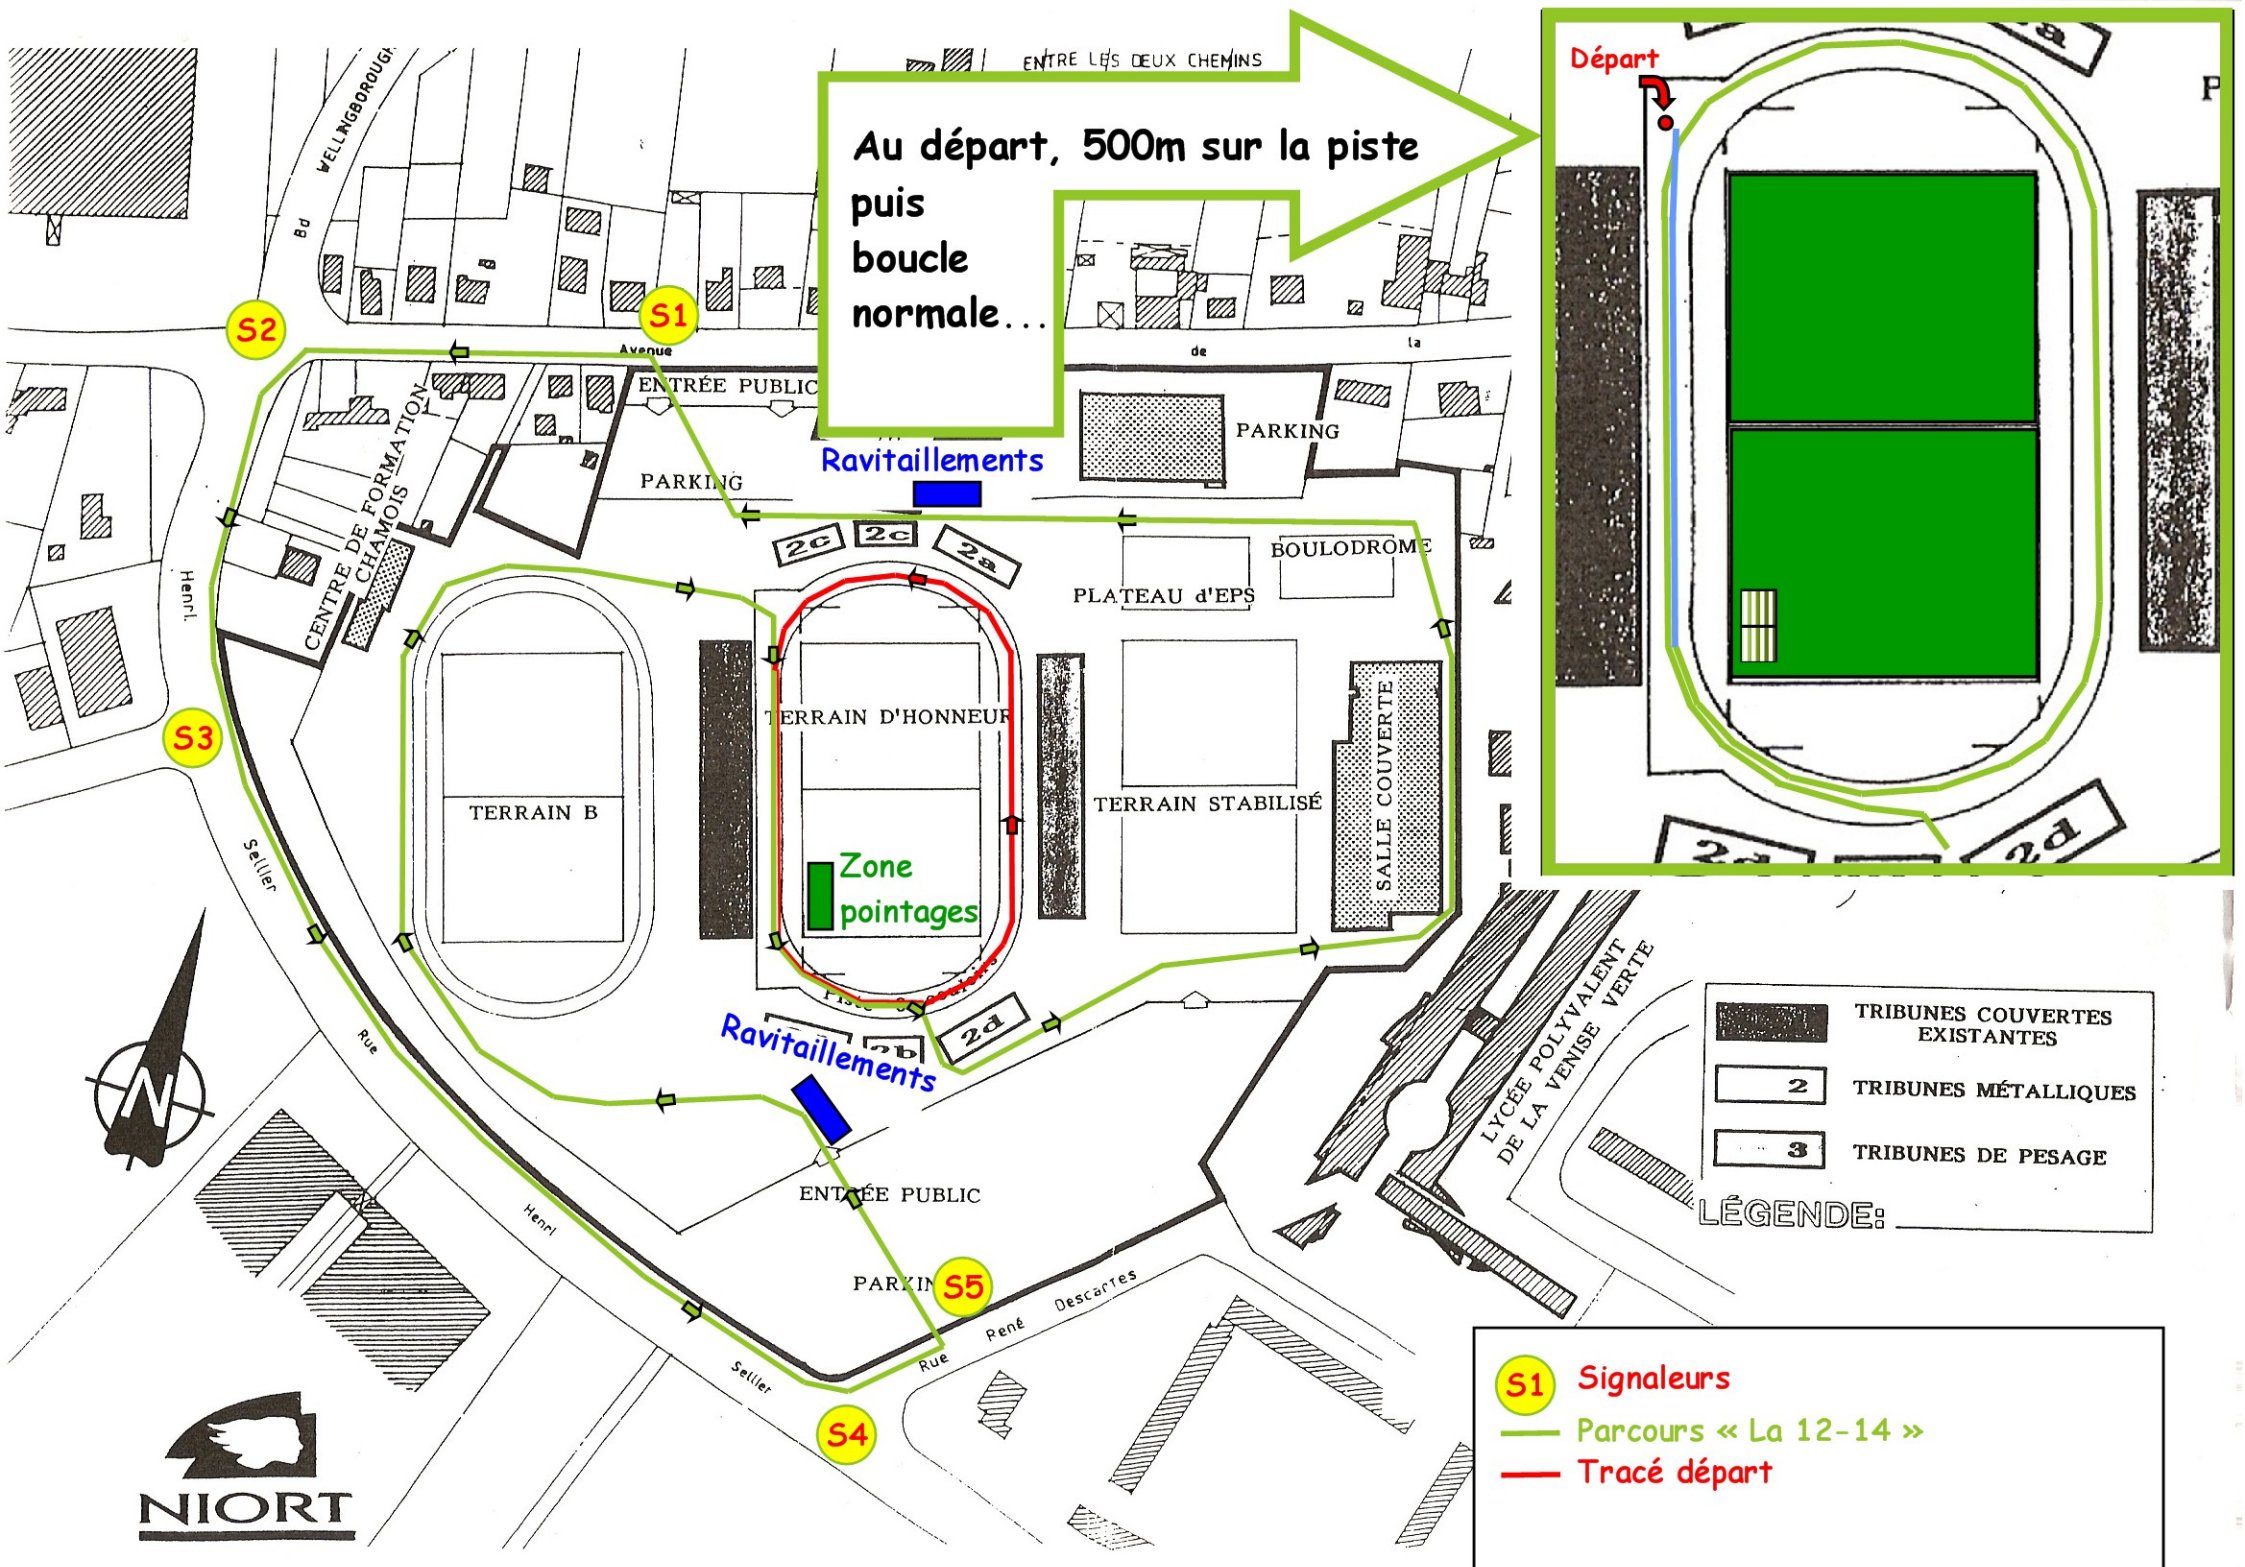 ENTRE LES DEUX CHEMINS
Bd
WELLINGBOROUGH
Au départ, 500m sur la piste
puis
boucle
normale...
Départ
2a
P
S2
S1
Avenue
de
la
ENTRÉE PUBLIC
PARKING
PARKING
Ravitaillements
CENTRE DE FORMATION
CHAMOIS
2c
2c
2a
BOULODROME
PLATEAU d'EPS
Henri
S3
TERRAIN D'HONNEUR
TERRAIN B
TERRAIN STABILISÉ
SALLE COUVERTE
Zone
pointages
Sellier
2d
2d
2b
2d
Ravitaillements
Rue
N
LYCÉE POLYVALENT
DE LA VENISE VERTE
TRIBUNES COUVERTES
EXISTANTES
2 TRIBUNES MÉTALLIQUES
3 TRIBUNES DE PESAGE
LÉGENDE:
ENTRÉE PUBLIC
Henri
PARKIN
S5
Rue René Descartes
Sellier
S4
S1 Signaleurs
Parcours « La 12-14 »
Tracé départ
NIORT